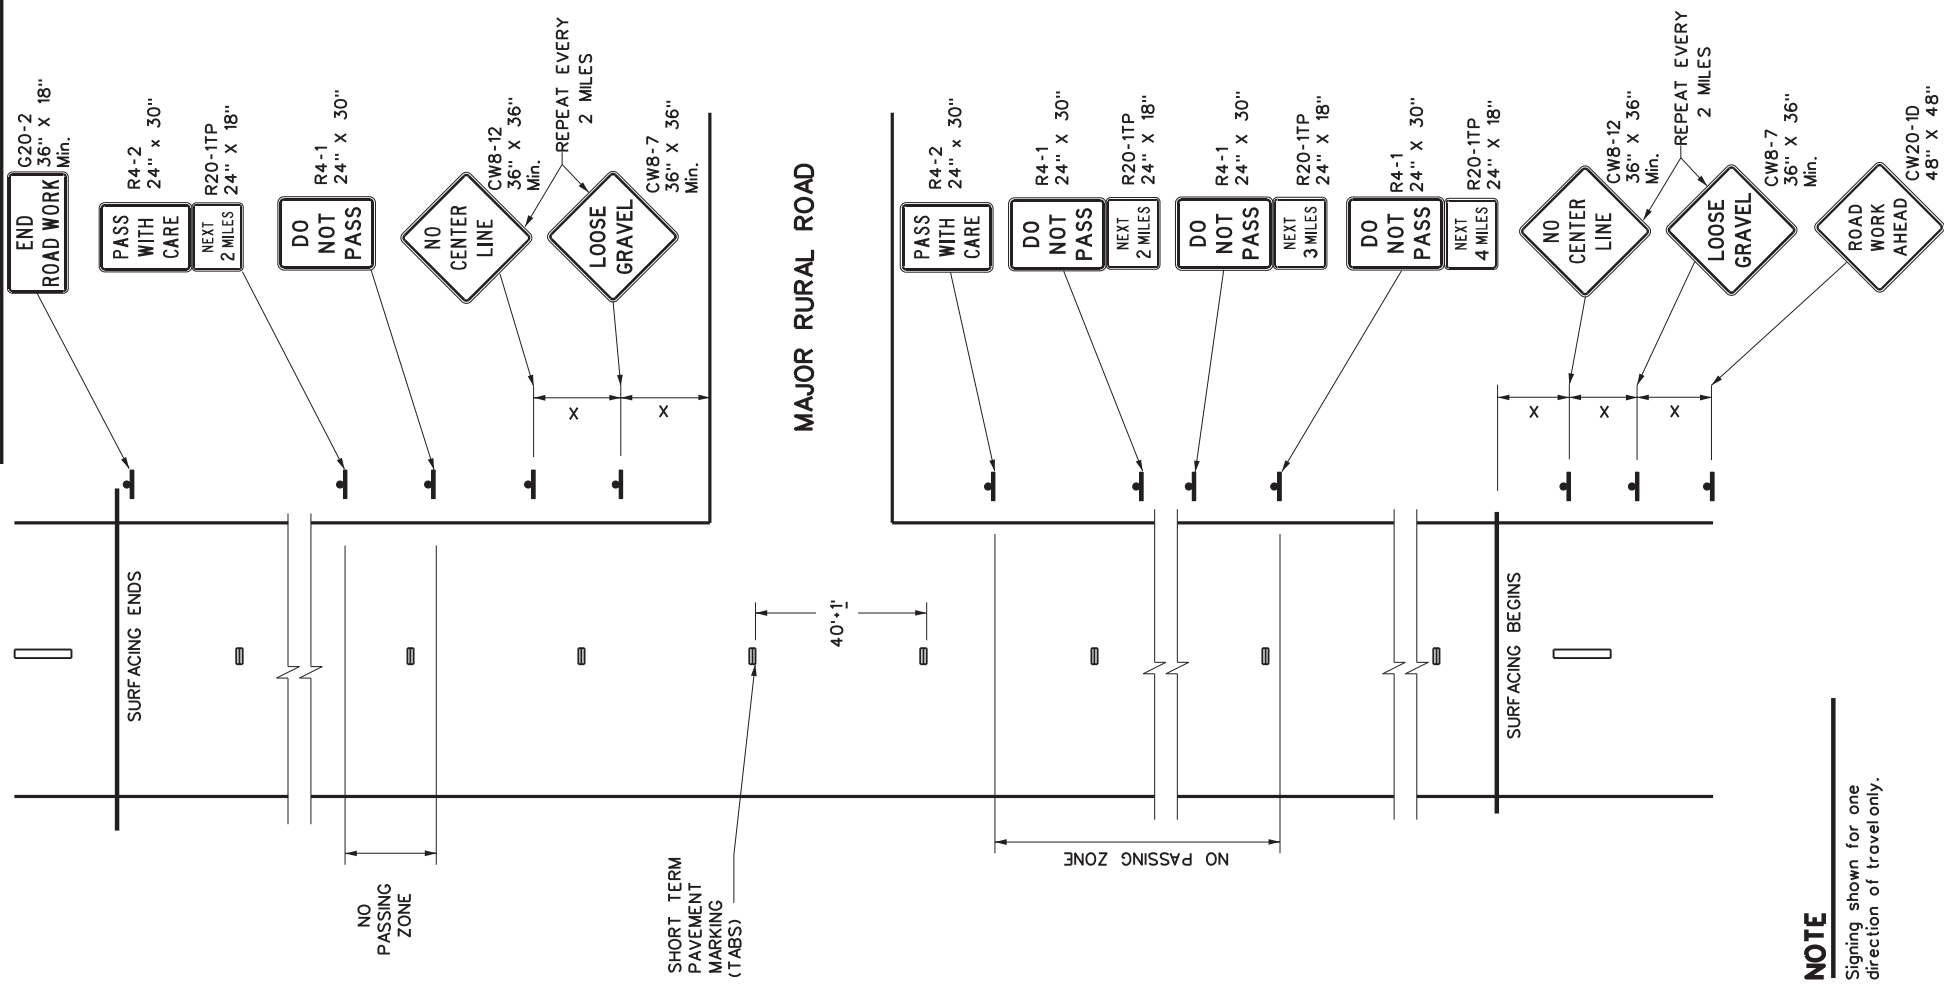 END
ROAD WORK
G20-2
36" X 18"
Min.
PASS
WITH
CARE
R4-2
24" x 30"
NEXT
2 MILES
R20-1TP
24" X 18"
DO
NOT
PASS
R4-1
24" X 30"
NO
CENTER
LINE
CW8-12
36" X 36"
Min.
REPEAT EVERY
2 MILES
LOOSE
GRAVEL
CW8-7
36" X 36"
Min.
X
X
SURFACING ENDS
NO
PASSING
ZONE
MAJOR RURAL ROAD
40'±1'
SHORT TERM
PAVEMENT
MARKING
(TABS)
PASS
WITH
CARE
R4-2
24" x 30"
DO
NOT
PASS
R4-1
24" X 30"
NEXT
2 MILES
R20-1TP
24" X 18"
DO
NOT
PASS
R4-1
24" X 30"
NEXT
3 MILES
R20-1TP
24" X 18"
DO
NOT
PASS
R4-1
24" X 30"
NEXT
4 MILES
R20-1TP
24" X 18"
NO PASSING ZONE
NO
CENTER
LINE
CW8-12
36" X 36"
Min.
REPEAT EVERY
2 MILES
LOOSE
GRAVEL
CW8-7
36" X 36"
Min.
ROAD
WORK
AHEAD
CW20-1D
48" X 48"
X
X
X
SURFACING BEGINS
NOTE
Signing shown for one
direction of travel only.